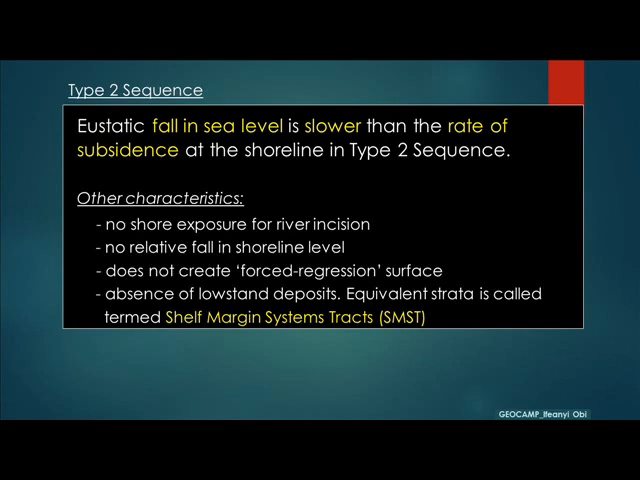 Type 2 Sequence
Eustatic fall in sea level is slower than the rate of
subsidence at the shoreline in Type 2 Sequence.
Other characteristics:
- no shore exposure for river incision
- no relative fall in shoreline level
- does not create ‘forced-regression’ surface
- absence of lowstand deposits. Equivalent strata is called
termed Shelf Margin Systems Tracts (SMST)
GEOCAMP_Ifeanyi Obi